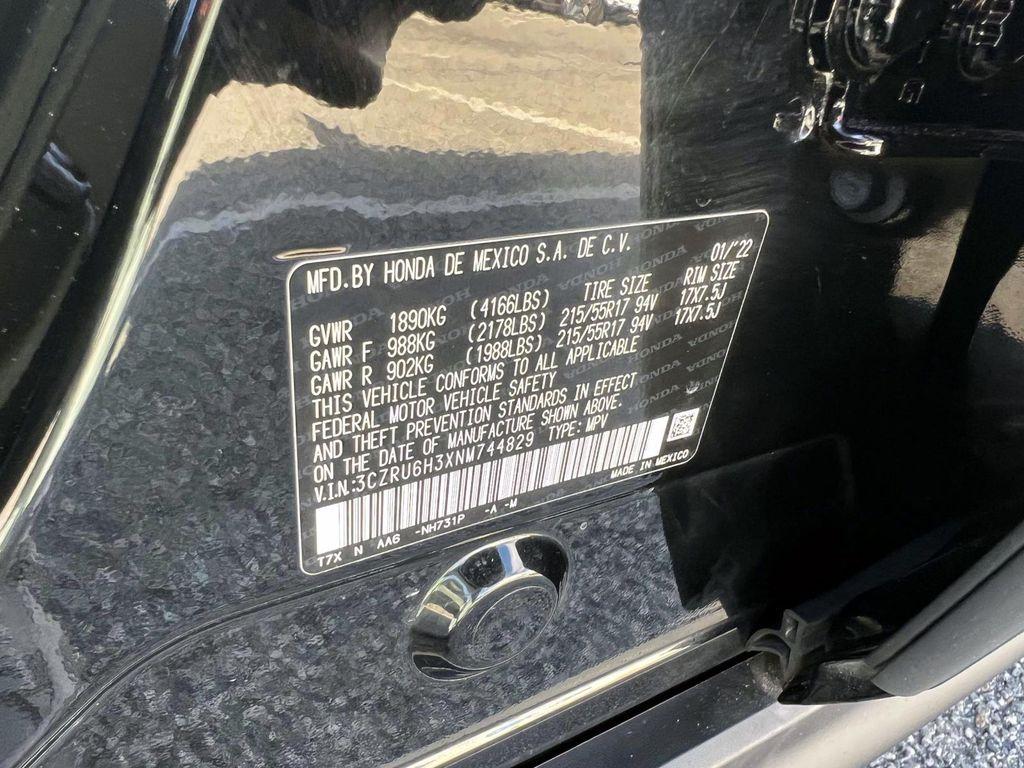 MFD.BY HONDA DE MEXICO S.A. DE C.V. 01/'22
TIRE SIZE RIM SIZE
GVWR 1890KG (4166LBS)
GAWR F 988KG (2178LBS) 215/55R17 94V 17X7.5J
GAWR R 902KG (1988LBS) 215/55R17 94V 17X7.5J
THIS VEHICLE CONFORMS TO ALL APPLICABLE
FEDERAL MOTOR VEHICLE SAFETY
AND THEFT PREVENTION STANDARDS IN EFFECT
ON THE DATE OF MANUFACTURE SHOWN ABOVE.
V.I.N.:3CZRU6H3XNM744829 TYPE: MPV
T7X N AA6 -NH731P -A -M
MADE IN MEXICO